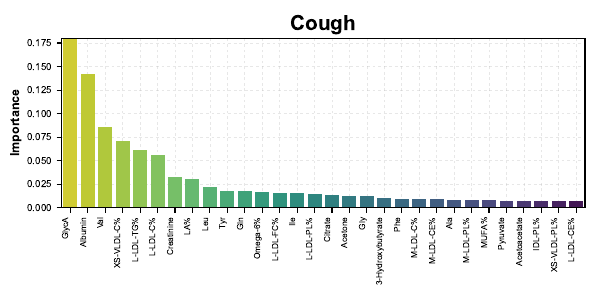 Cough
Importance
0.175
0.150
0.125
0.100
0.075
0.050
0.025
0.000
GlycA
Albumin
Val
XS-VLDL-C%
L-LDL-TG%
L-LDL-C%
Creatinine
LA%
Leu
Tyr
Gln
Omega-6%
L-LDL-FC%
Ile
L-LDL-PL%
Citrate
Acetone
Gly
3-Hydroxybutyrate
Phe
M-LDL-C%
M-LDL-CE%
Ala
M-LDL-PL%
MUFA%
Pyruvate
Acetoacetate
IDL-PL%
XS-VLDL-PL%
L-LDL-CE%